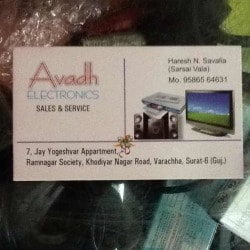 Avadh
ELECTRONICS
SALES & SERVICE
Haresh N. Savalia
(Sarsai Vala)
Mo. 95865 64631
7, Jay Yogeshvar Appartment,
Ramnagar Society, Khodiyar Nagar Road, Varachha, Surat-6 (Guj.)